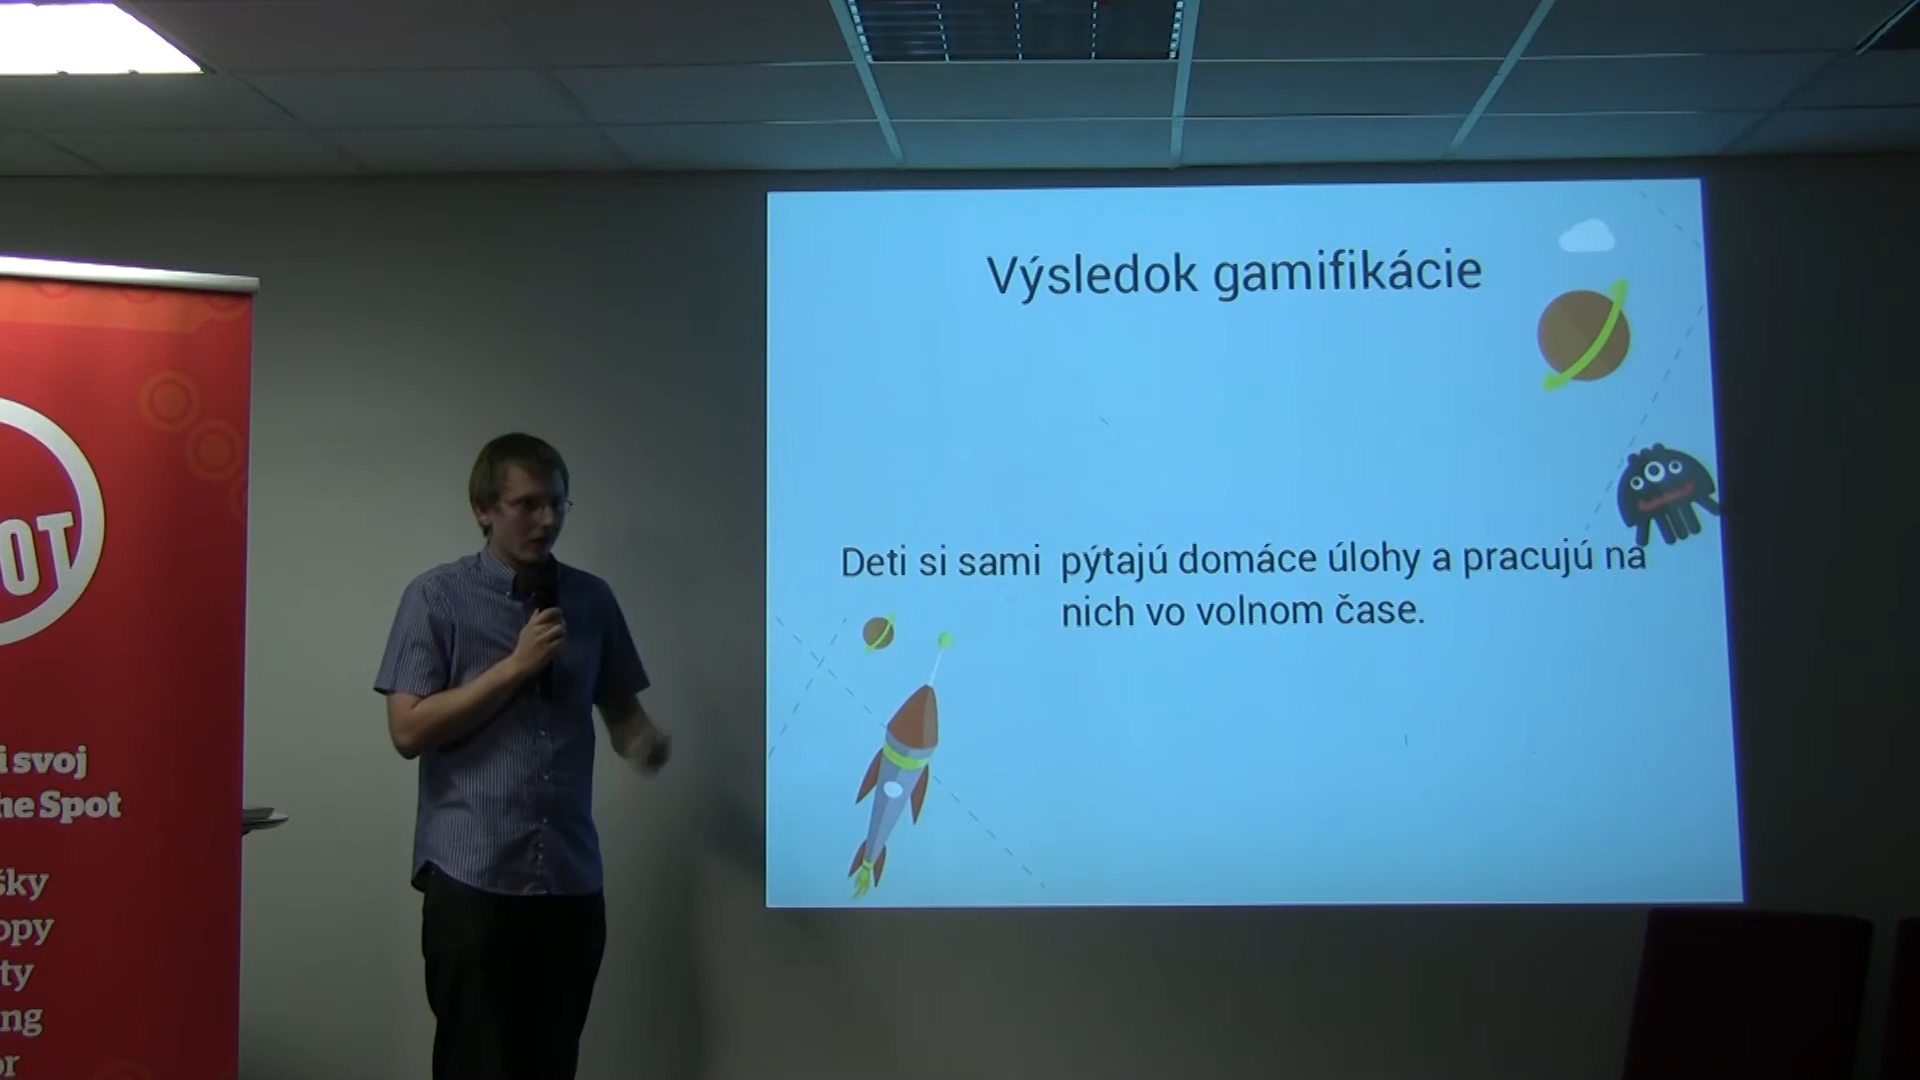 Výsledok gamifikácie
Deti si sami pýtajú domáce úlohy a pracujú na
nich vo volnom čase.
OT
i svoj
he Spot
šky
opy
ty
ng
or